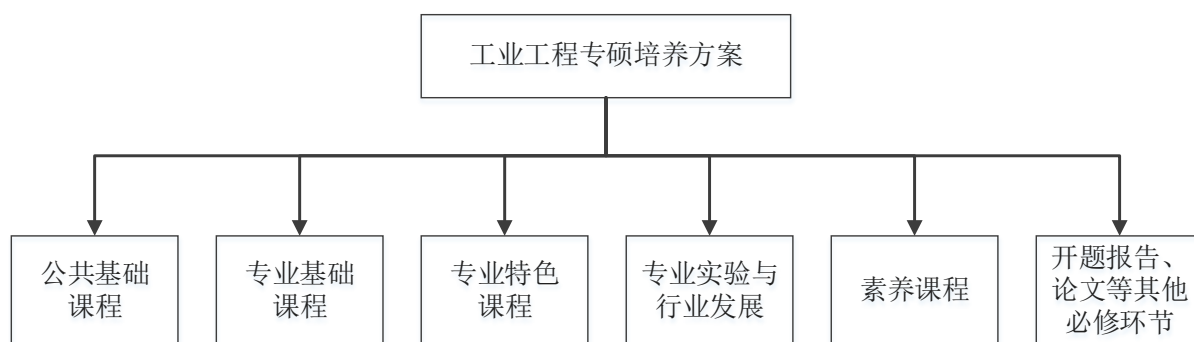 工业工程专硕培养方案
公共基础
课程
专业基础
课程
专业特色
课程
专业实验与
行业发展
素养课程
开题报告、
论文等其他
必修环节